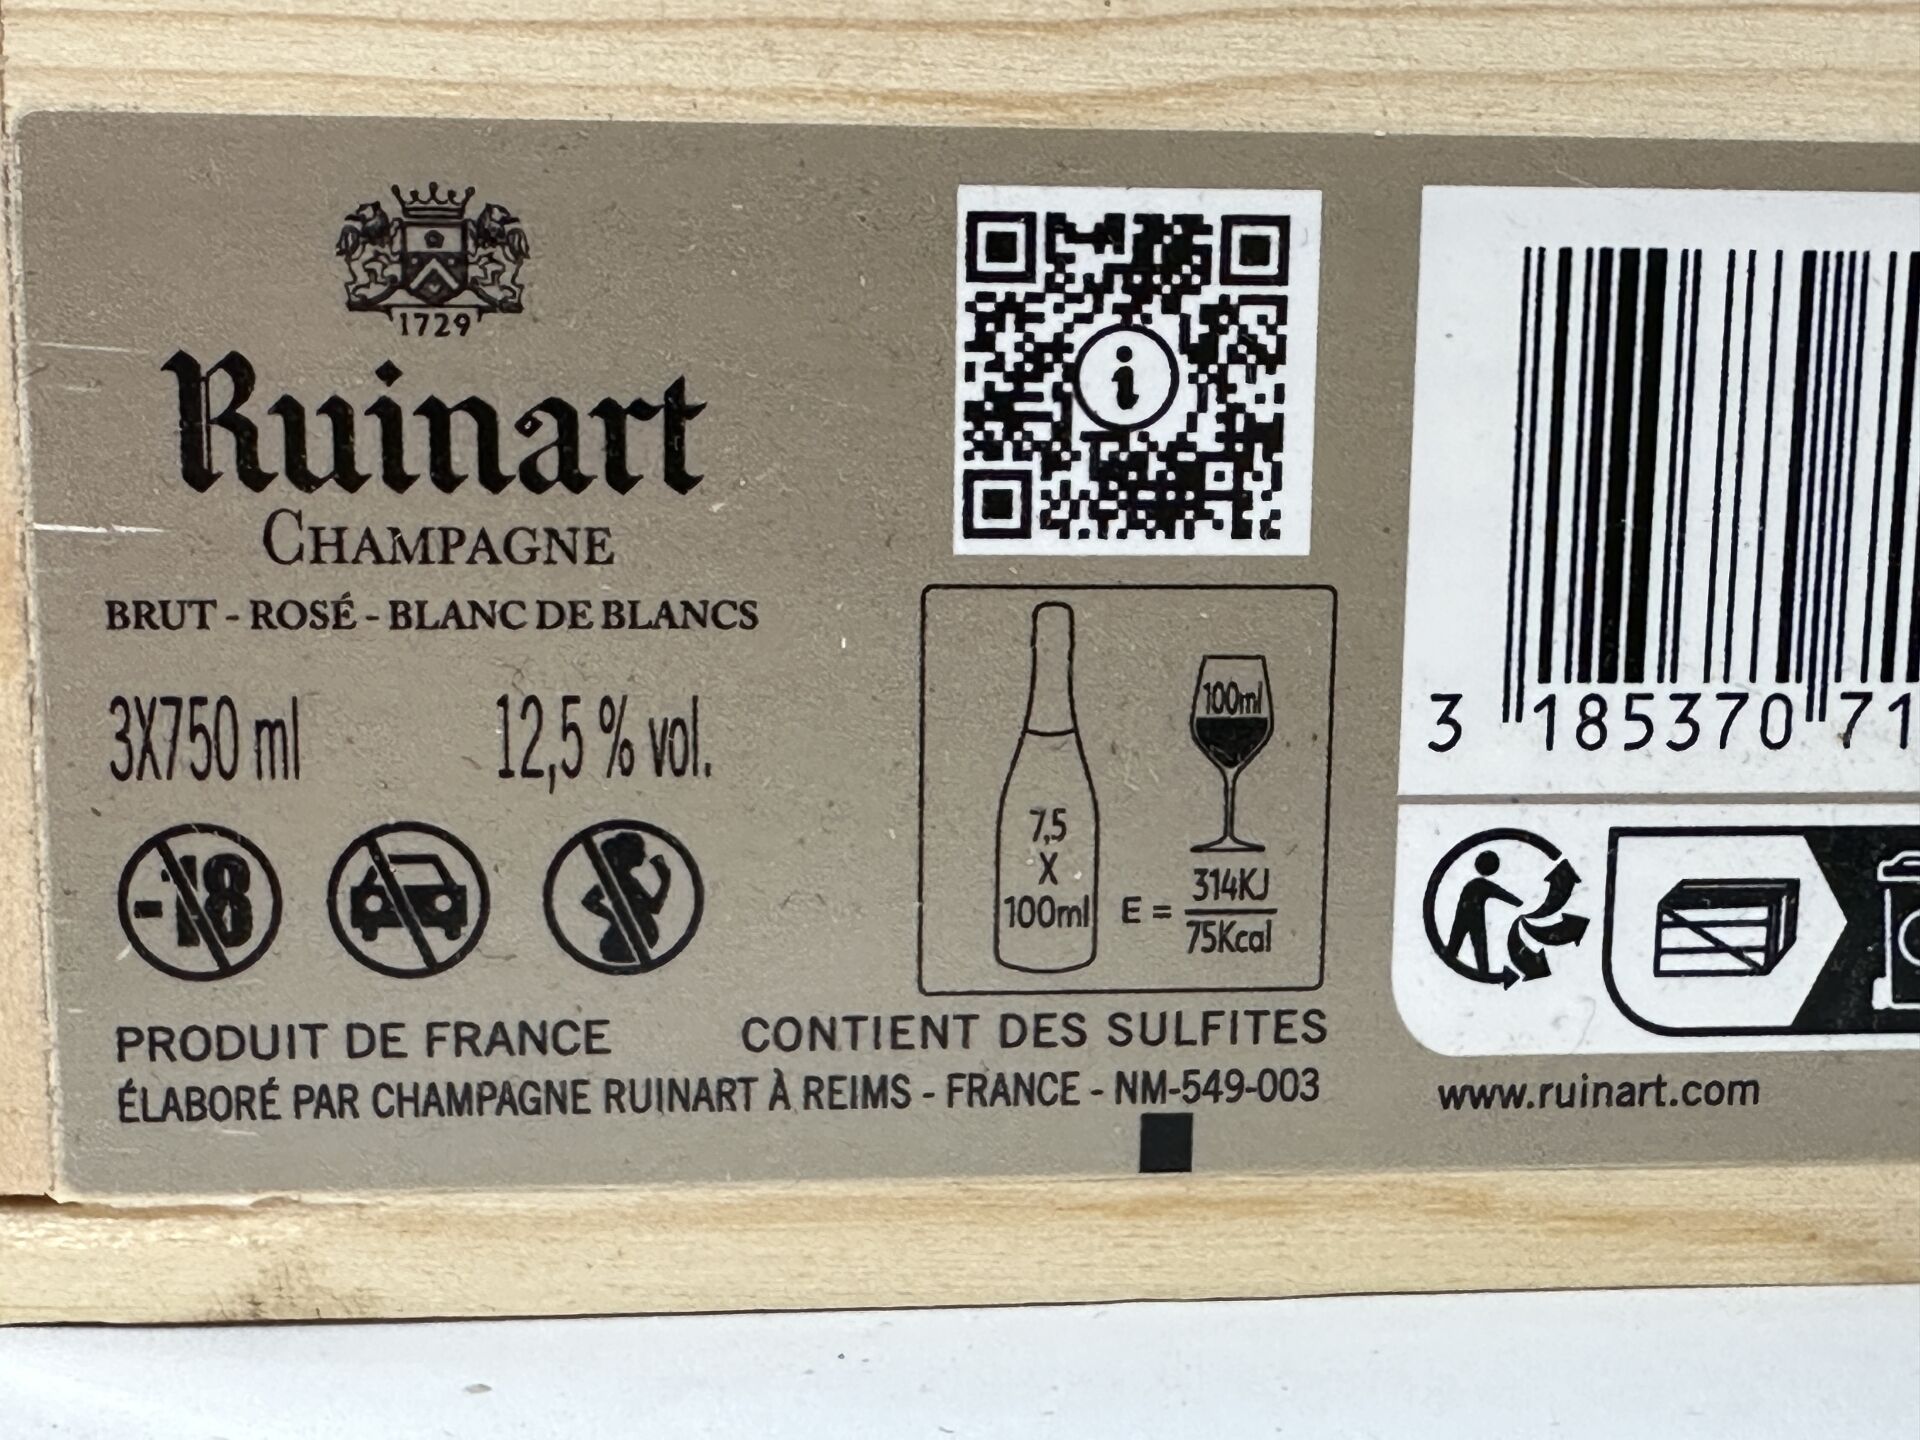 1729
Ruinart
CHAMPAGNE
BRUT - ROSÉ - BLANC DE BLANCS
3X750 ml 12,5 % vol.
-18
i
100ml
7,5
X
100ml
E = 314KJ
75Kcal
PRODUIT DE FRANCE CONTIENT DES SULFITES
ÉLABORÉ PAR CHAMPAGNE RUINART À REIMS - FRANCE - NM-549-003
3 185370 71
www.ruinart.com